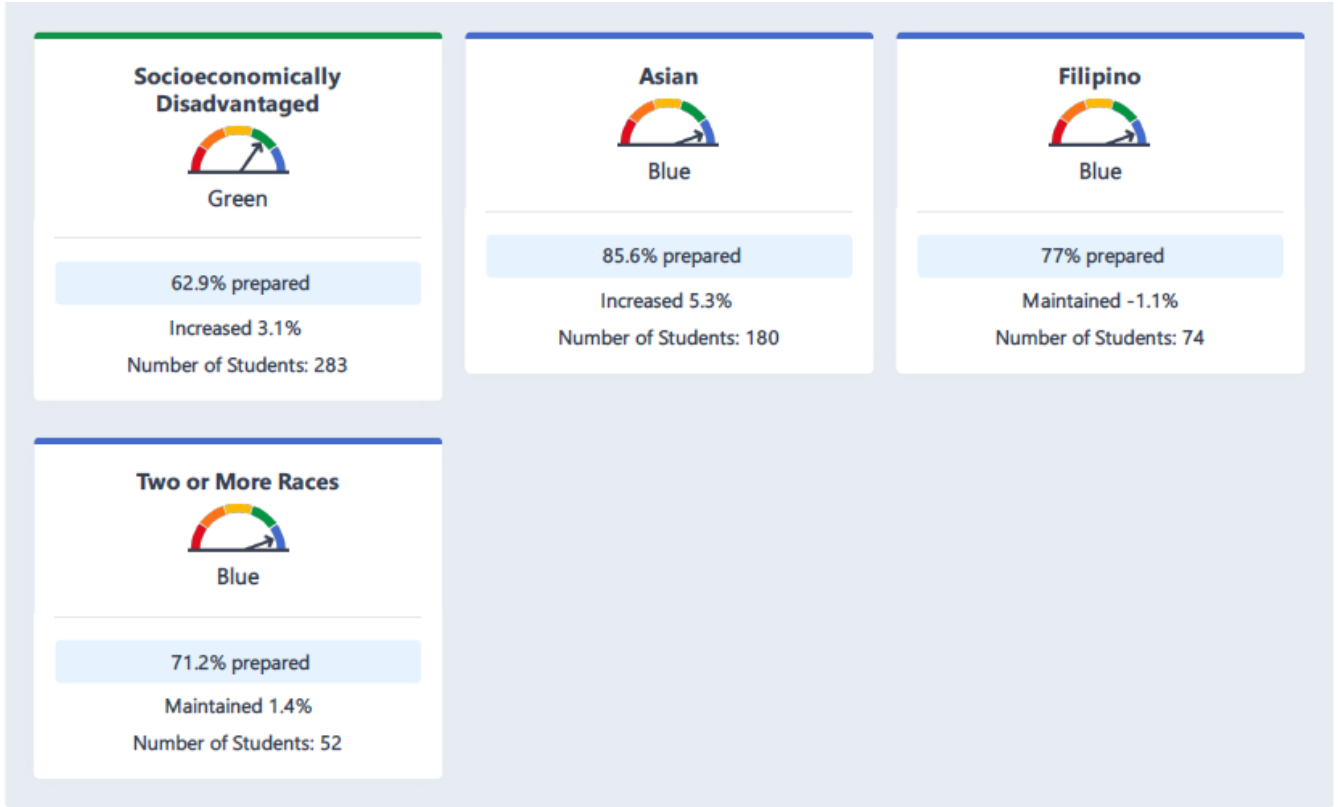 Socioeconomically
Disadvantaged
Green
62.9% prepared
Increased 3.1%
Number of Students: 283
Asian
Blue
85.6% prepared
Increased 5.3%
Number of Students: 180
Filipino
Blue
77% prepared
Maintained -1.1%
Number of Students: 74
Two or More Races
Blue
71.2% prepared
Maintained 1.4%
Number of Students: 52